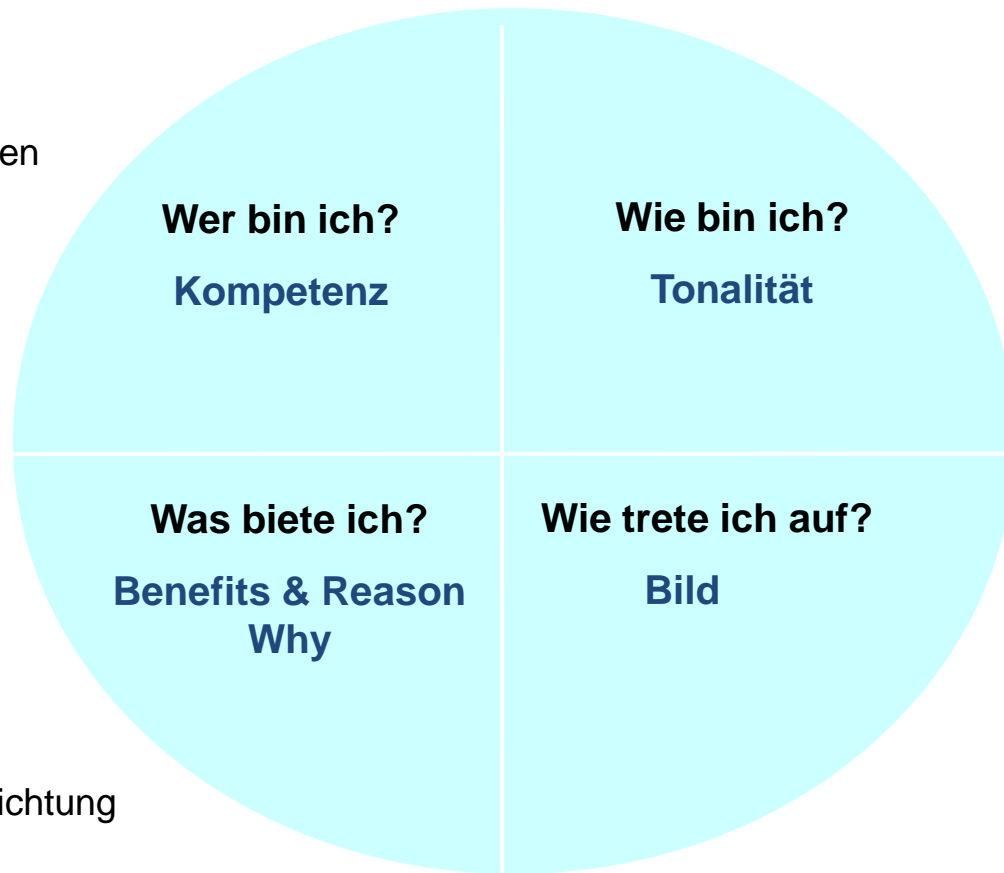 en
Wer bin ich?
Wie bin ich?
Kompetenz
Tonalität
Was biete ich?
Wie trete ich auf?
Benefits & Reason
Why
Bild
ichtung